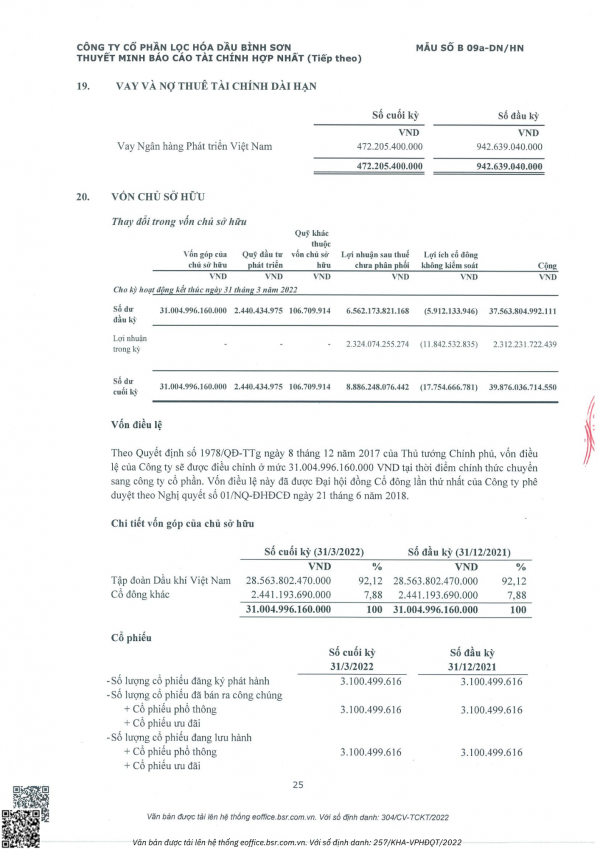 CÔNG TY CỔ PHẦN LỌC HÓA DẦU BÌNH SƠN MẪU SỐ B 09a-DN/HN
THUYẾT MINH BÁO CÁO TÀI CHÍNH HỢP NHẤT (Tiếp theo)
19. VAY VÀ NỢ THUÊ TÀI CHÍNH DÀI HẠN
Số cuối kỳ Số đầu kỳ
VND VND
Vay Ngân hàng Phát triển Việt Nam 472.205.400.000 942.639.040.000
472.205.400.000 942.639.040.000
20. VỐN CHỦ SỞ HỮU
Thay đổi trong vốn chủ sở hữu
Quỹ khác
thuộc
Vốn góp của Quỹ đầu tư vốn chủ sở Lợi nhuận sau thuế Lợi ích cổ đông
chủ sở hữu phát triển hữu chưa phân phối không kiểm soát Cộng
VND VND VND VND VND VND
Cho kỳ hoạt động kết thúc ngày 31 tháng 3 năm 2022
Số dư
đầu kỳ 31.004.996.160.000 2.440.434.975 106.709.914 6.562.173.821.168 (5.912.133.946) 37.563.804.992.111
Lợi nhuận
trong kỳ - - - 2.324.074.255.274 (11.842.532.835) 2.312.231.722.439
Số dư
cuối kỳ 31.004.996.160.000 2.440.434.975 106.709.914 8.886.248.076.442 (17.754.666.781) 39.876.036.714.550
Vốn điều lệ
Theo Quyết định số 1978/QĐ-TTg ngày 8 tháng 12 năm 2017 của Thủ tướng Chính phủ, vốn điều
lệ của Công ty sẽ được điều chỉnh ở mức 31.004.996.160.000 VND tại thời điểm chính thức chuyển
sang công ty cổ phần. Vốn điều lệ này đã được Đại hội đồng Cổ đông lần thứ nhất của Công ty phê
duyệt theo Nghị quyết số 01/NQ-ĐHĐCĐ ngày 21 tháng 6 năm 2018.
Chi tiết vốn góp của chủ sở hữu
Số cuối kỳ (31/3/2022) Số đầu kỳ (31/12/2021)
VND % VND %
Tập đoàn Dầu khí Việt Nam 28.563.802.470.000 92,12 28.563.802.470.000 92,12
Cổ đông khác 2.441.193.690.000 7,88 2.441.193.690.000 7,88
31.004.996.160.000 100 31.004.996.160.000 100
Cổ phiếu
Số cuối kỳ Số đầu kỳ
31/3/2022 31/12/2021
-Số lượng cổ phiếu đăng ký phát hành 3.100.499.616 3.100.499.616
-Số lượng cổ phiếu đã bán ra công chúng
+ Cổ phiếu phổ thông 3.100.499.616 3.100.499.616
+ Cổ phiếu ưu đãi
-Số lượng cổ phiếu đang lưu hành
+ Cổ phiếu phổ thông 3.100.499.616 3.100.499.616
+ Cổ phiếu ưu đãi
25
Văn bản được tải lên hệ thống eoffice.bsr.com.vn. Với số định danh: 304/CV-TCKT/2022
Văn bản được tải lên hệ thống eoffice.bsr.com.vn. Với số định danh: 257/KHA-VPHĐQT/2022